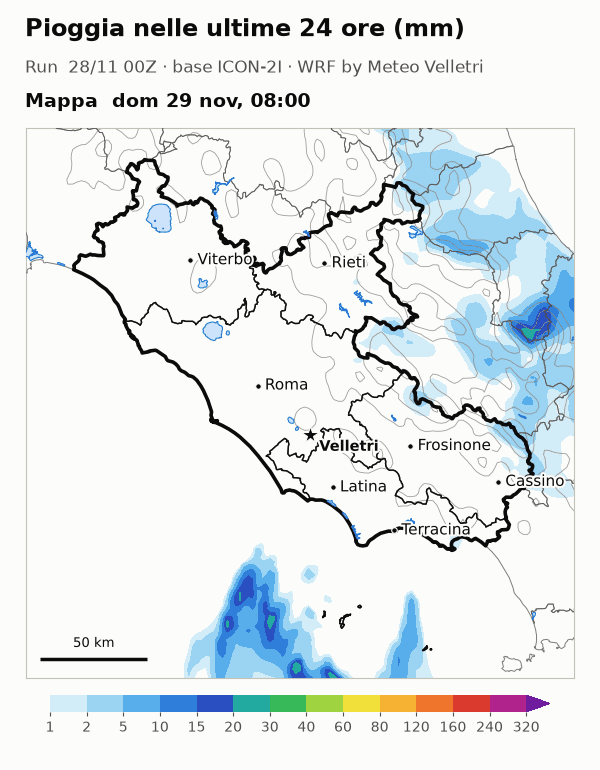 Pioggia nelle ultime 24 ore (mm)
Run 28/11 00Z · base ICON-2I · WRF by Meteo Velletri
Mappa dom 29 nov, 08:00
Viterbo
Rieti
Roma
Velletri
Frosinone
Cassino
Latina
Terracina
50 km
1 2 5 10 15 20 30 40 60 80 120 160 240 320